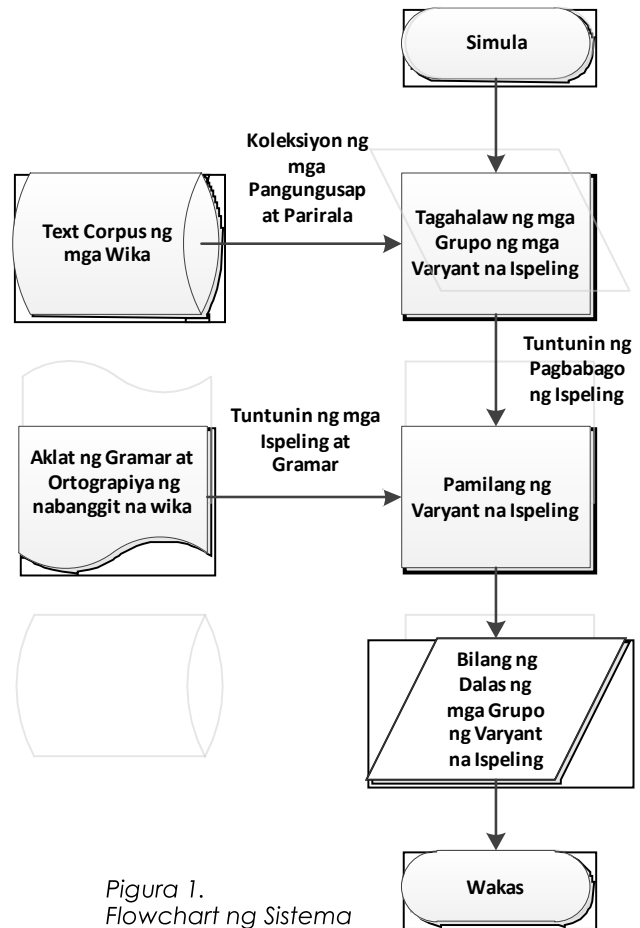 Simula
Koleksiyon ng
mga
Pangungusap
at Parirala
Text Corpus ng
mga Wika
Tagahalaw ng mga
Grupo ng mga
Varyant na Ispeling
Tuntunin ng
Pagbabago
ng Ispeling
Tuntunin ng mga
Ispeling at
Gramar
Aklat ng Gramar at
Ortograpiya ng
nabanggit na wika
Pamilang ng
Varyant na Ispeling
Bilang ng
Dalas ng
mga Grupo
ng Varyant
na Ispeling
Wakas
Pigura 1.
Flowchart ng Sistema